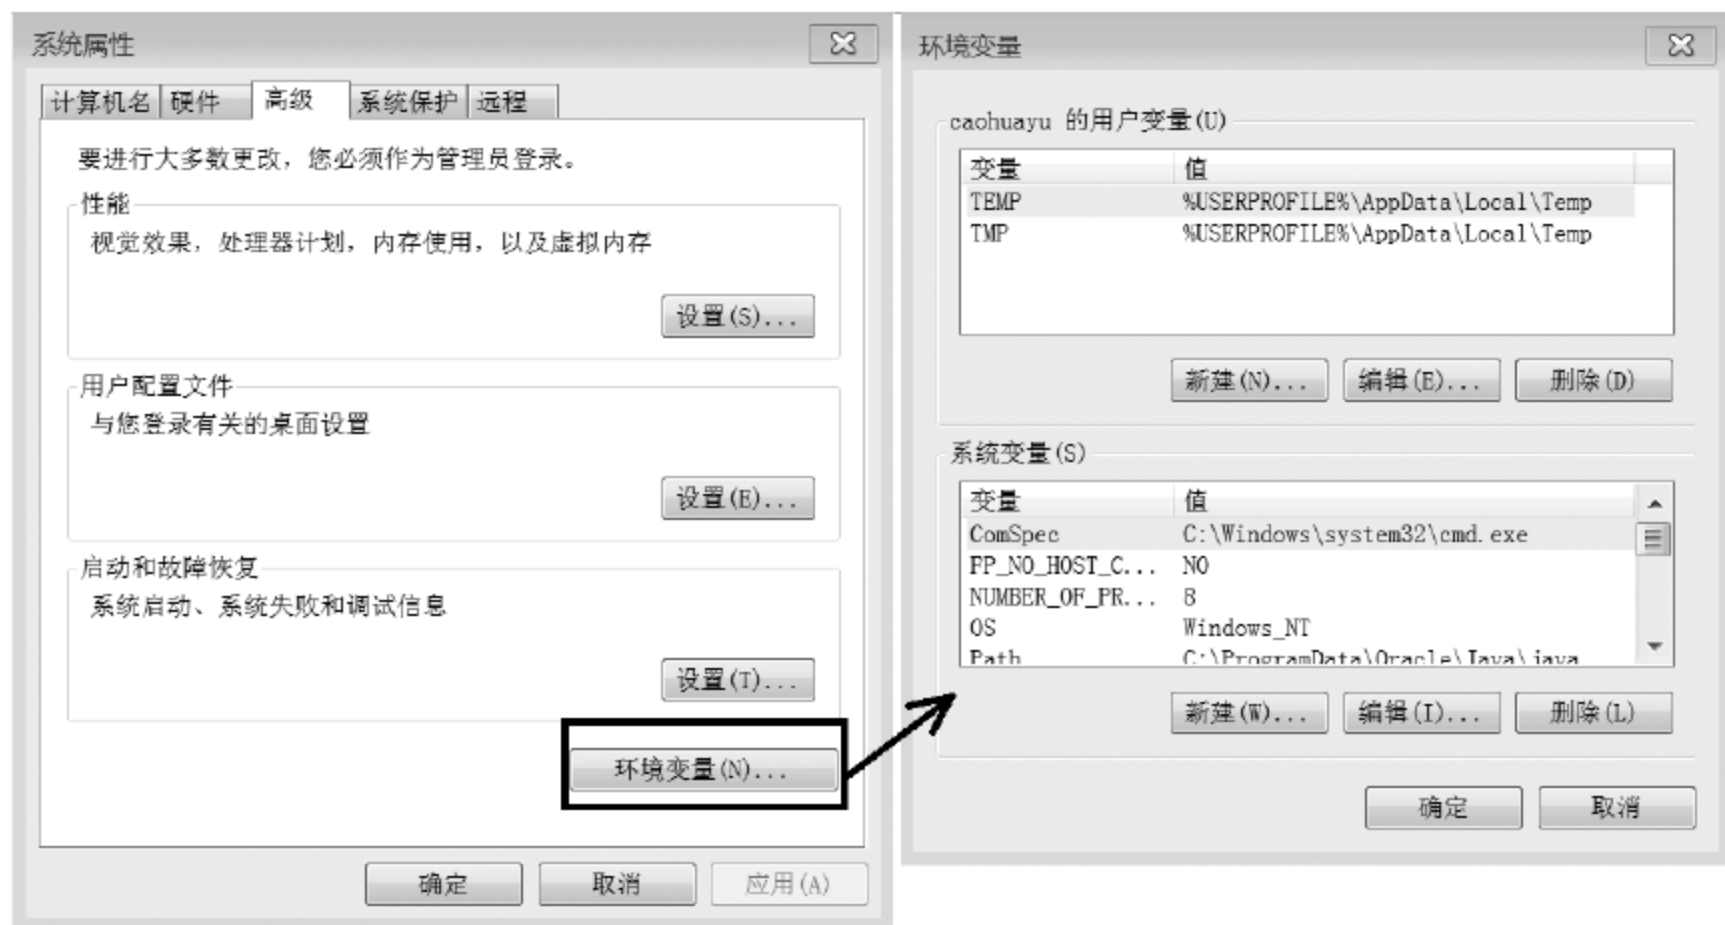 系统属性
计算机名 硬件 高级 系统保护 远程
要进行大多数更改，您必须作为管理员登录。
性能
视觉效果，处理器计划，内存使用，以及虚拟内存
设置(S)...
用户配置文件
与您登录有关的桌面设置
设置(E)...
启动和故障恢复
系统启动、系统失败和调试信息
设置(T)...
环境变量(N)...
确定 取消 应用(A)
环境变量
caohuayu 的用户变量(U)
变量 值
TEMP %USERPROFILE%\AppData\Local\Temp
TMP %USERPROFILE%\AppData\Local\Temp
新建(N)... 编辑(E)... 删除(D)
系统变量(S)
变量 值
ComSpec C:\Windows\system32\cmd.exe
FP_NO_HOST_C... NO
NUMBER_OF_PR... 8
OS Windows_NT
Path C:\ProgramData\Oracle\Java\java
新建(W)... 编辑(I)... 删除(L)
确定 取消